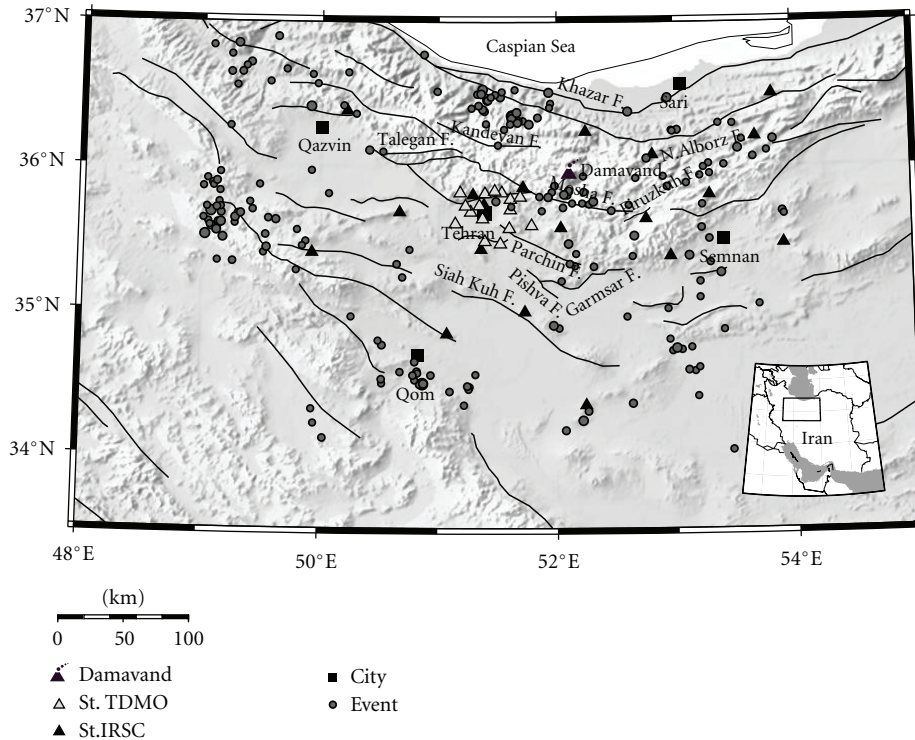 37°N
Caspian Sea
Khazar F.
Sari
Qazvin
Talegan F.
Kandevan F.
N.Alborz F.
36°N
Damavand
Mosha F.
Firuzkuh F.
Tehran
Parchin F.
Semnan
Siah Kuh F.
Pishva F.
Garmsar F.
35°N
Qom
34°N
Iran
48°E
50°E
52°E
54°E
(km)
0 50 100
Damavand
St. TDMO
St.IRSC
City
Event